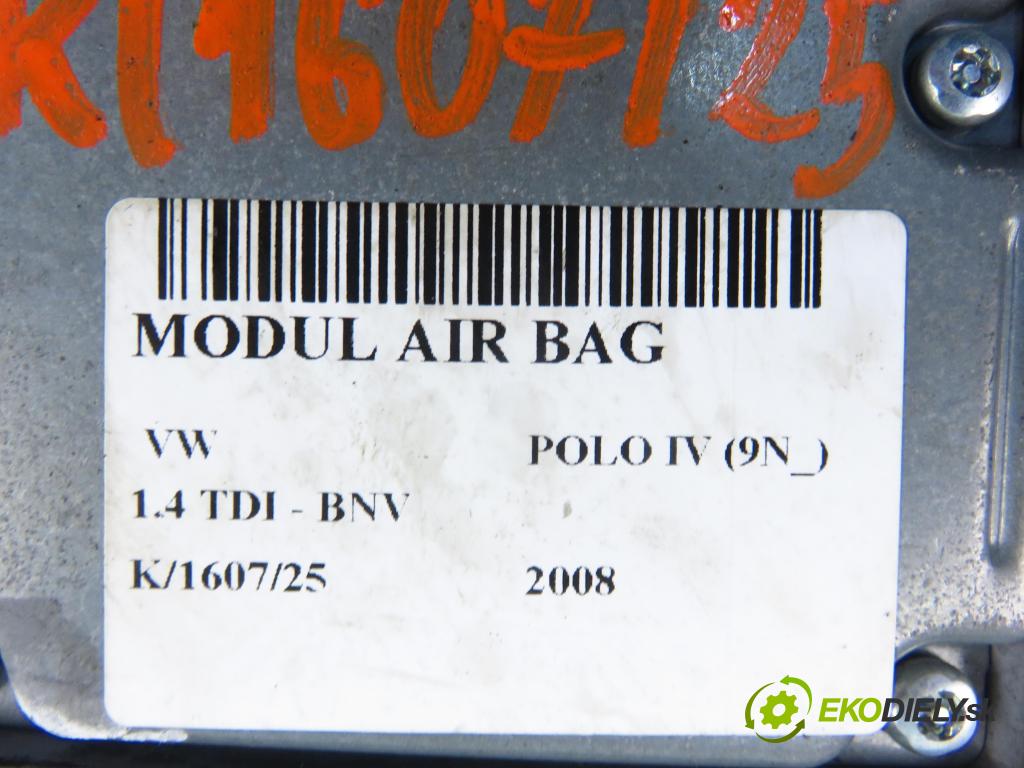 K/1607/25
MODUL AIR BAG
VW POLO IV (9N_)
1.4 TDI - BNV
K/1607/25 2008
EKODIELY.sk